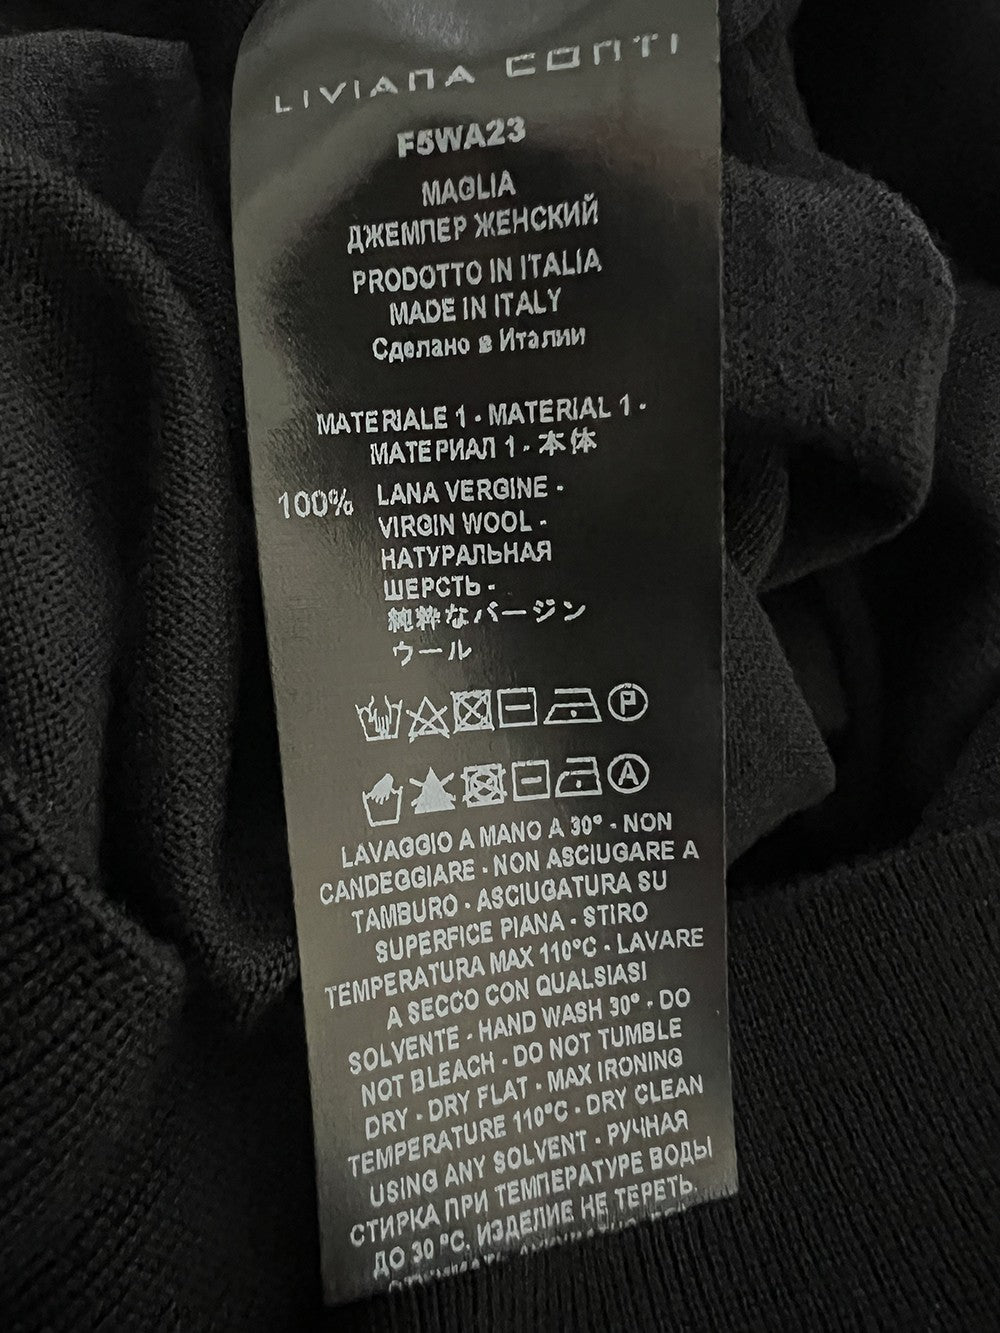 LIVIANA CONTI
F5WA23
MAGLIA
ДЖЕМПЕР ЖЕНСКИЙ
PRODOTTO IN ITALIA
MADE IN ITALY
Сделано в Италии
MATERIALE 1 - MATERIAL 1 -
МАТЕРИАЛ 1 - 本体
100% LANA VERGINE -
VIRGIN WOOL -
НАТУРАЛЬНАЯ
ШЕРСТЬ -
純粋なバージン
ウール
P
A
LAVAGGIO A MANO A 30° - NON
CANDEGGIARE - NON ASCIUGARE A
TAMBURO - ASCIUGATURA SU
SUPERFICE PIANA - STIRO
TEMPERATURA MAX 110°C - LAVARE
A SECCO CON QUALSIASI
SOLVENTE - HAND WASH 30° - DO
NOT BLEACH - DO NOT TUMBLE
DRY - DRY FLAT - MAX IRONING
TEMPERATURE 110°C - DRY CLEAN
USING ANY SOLVENT - РУЧНАЯ
СТИРКА ПРИ ТЕМПЕРАТУРЕ ВОДЫ
ДО 30 °C, ИЗДЕЛИЕ НЕ ТЕРЕТЬ.